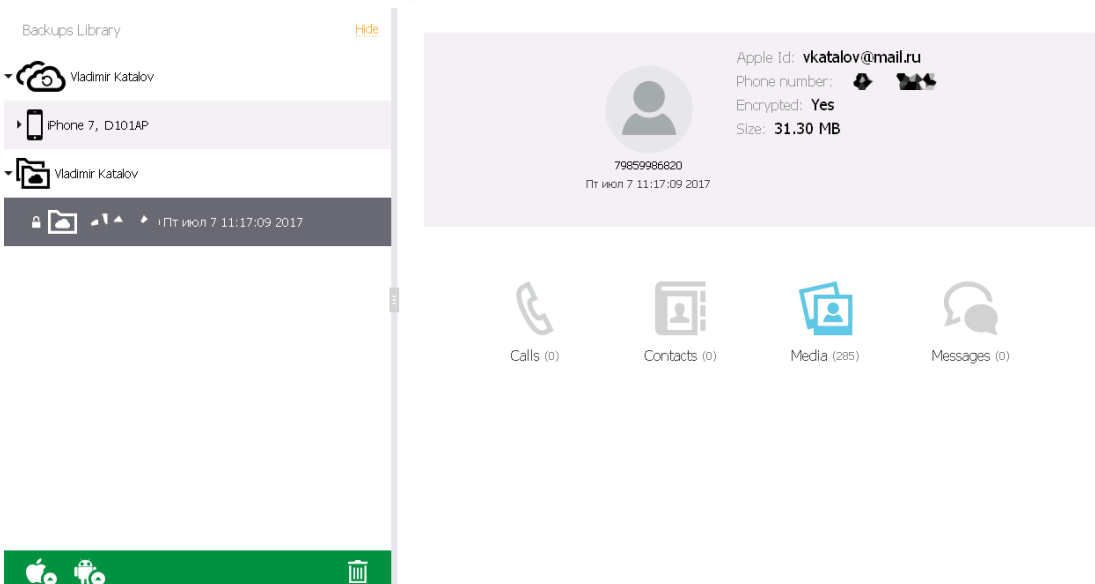 Backups Library
Hide
Vladimir Katalov
iPhone 7, D101AP
Vladimir Katalov
Пт июл 7 11:17:09 2017
Apple Id: vkatalov@mail.ru
Phone number:
Encrypted: Yes
Size: 31.30 MB
79859986820
Пт июл 7 11:17:09 2017
Calls (0)
Contacts (0)
Media (285)
Messages (0)